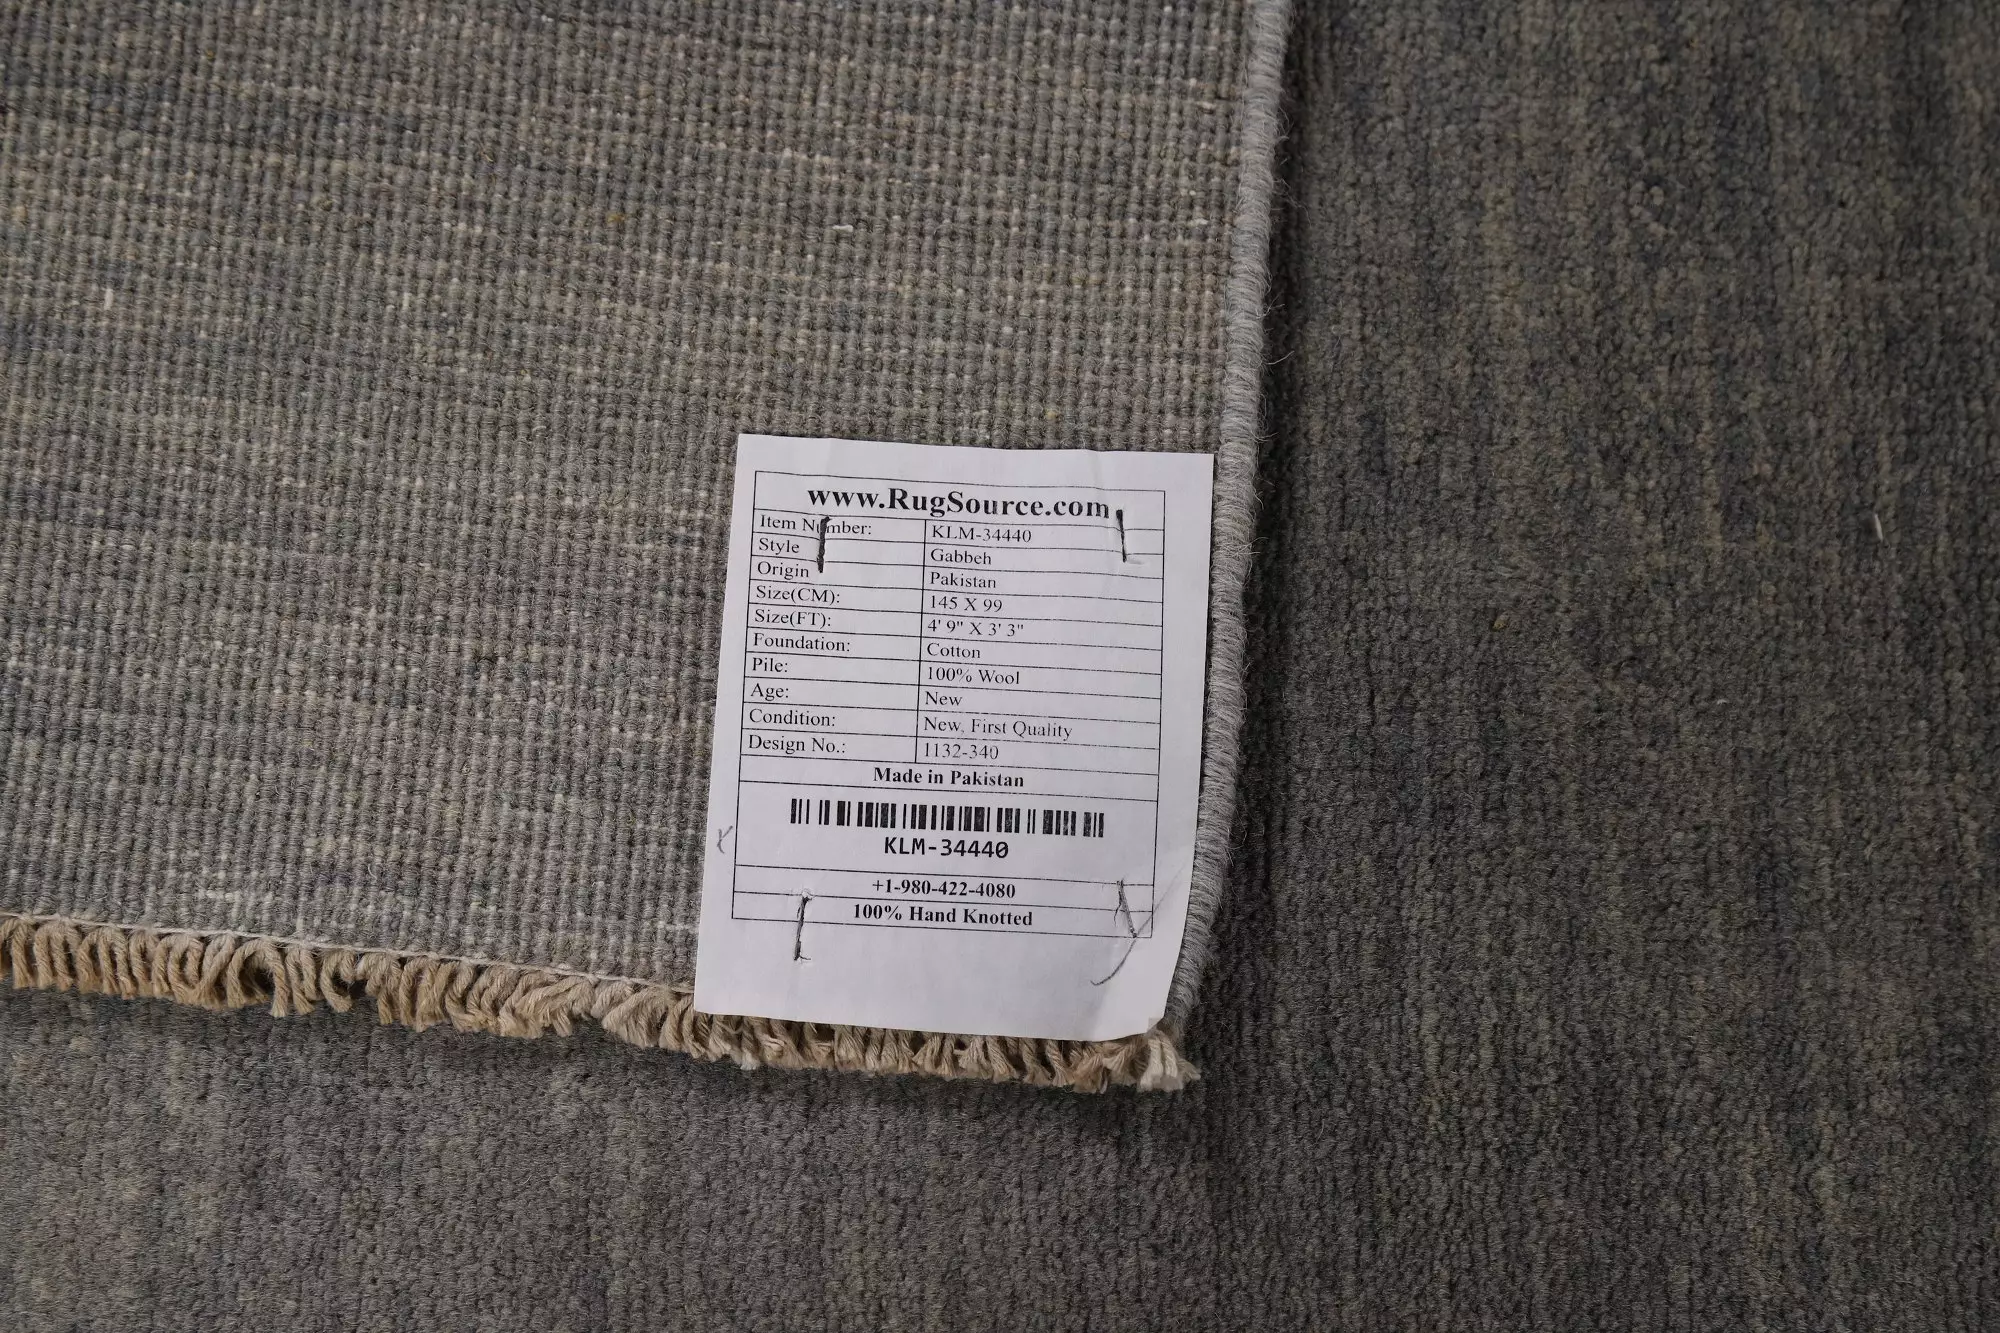 www.RugSource.com
Item Number: KLM-34440
Style Gabbeh
Origin Pakistan
Size(CM): 145 X 99
Size(FT): 4' 9" X 3' 3"
Foundation: Cotton
Pile: 100% Wool
Age: New
Condition: New, First Quality
Design No.: 1132-340
Made in Pakistan
KLM-34440
+1-980-422-4080
100% Hand Knotted